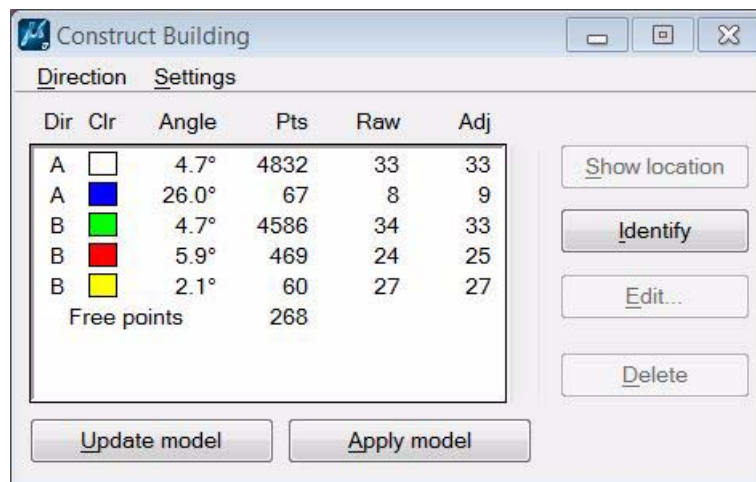 Construct Building
Direction Settings
Dir Clr Angle Pts Raw Adj
A 4.7° 4832 33 33
A 26.0° 67 8 9
B 4.7° 4586 34 33
B 5.9° 469 24 25
B 2.1° 60 27 27
Free points 268
Show location
Identify
Edit...
Delete
Update model Apply model